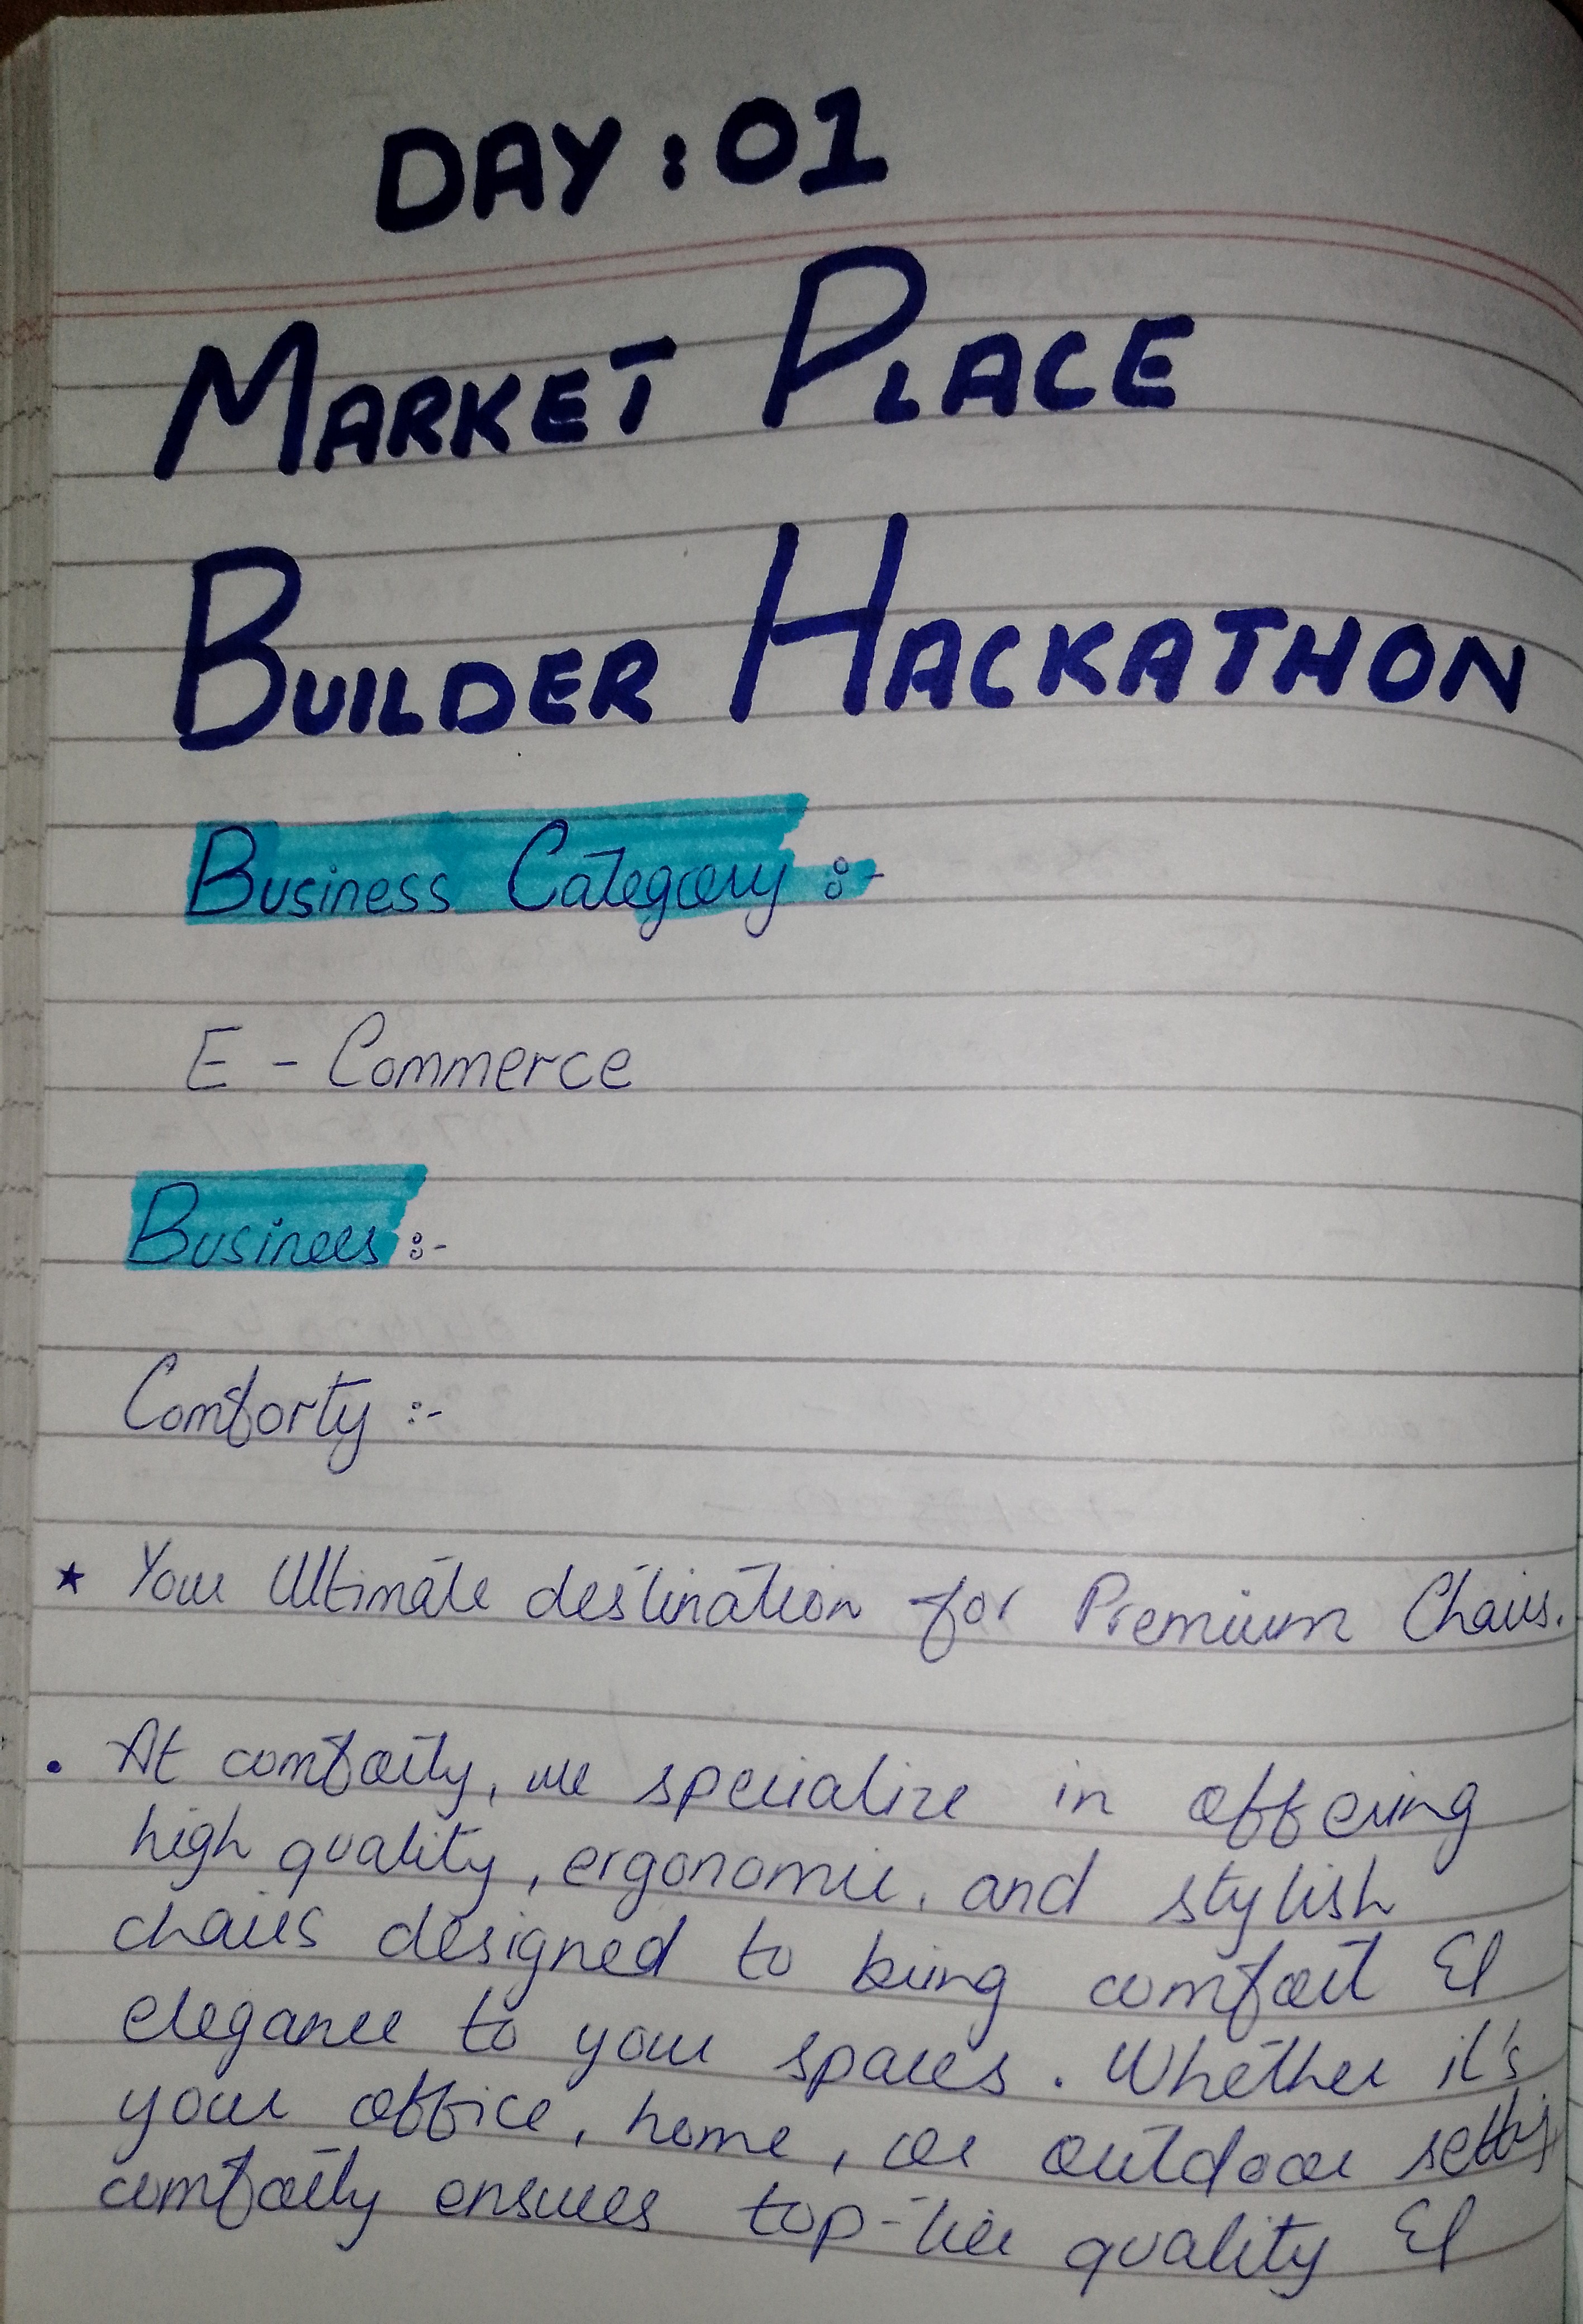 DAY : 01
MARKET PLACE
BUILDER HACKATHON
Business Category :-
E - Commerce
Business :-
Comforty :-
★ Your Ultimate destination for Premium Chairs.
• At comforty, we specialize in offering
high quality, ergonomic, and stylish
chairs designed to bring comfort &
elegance to your spaces. Whether it's
your office, home, or outdoor setting
comforty ensures top-tier quality &